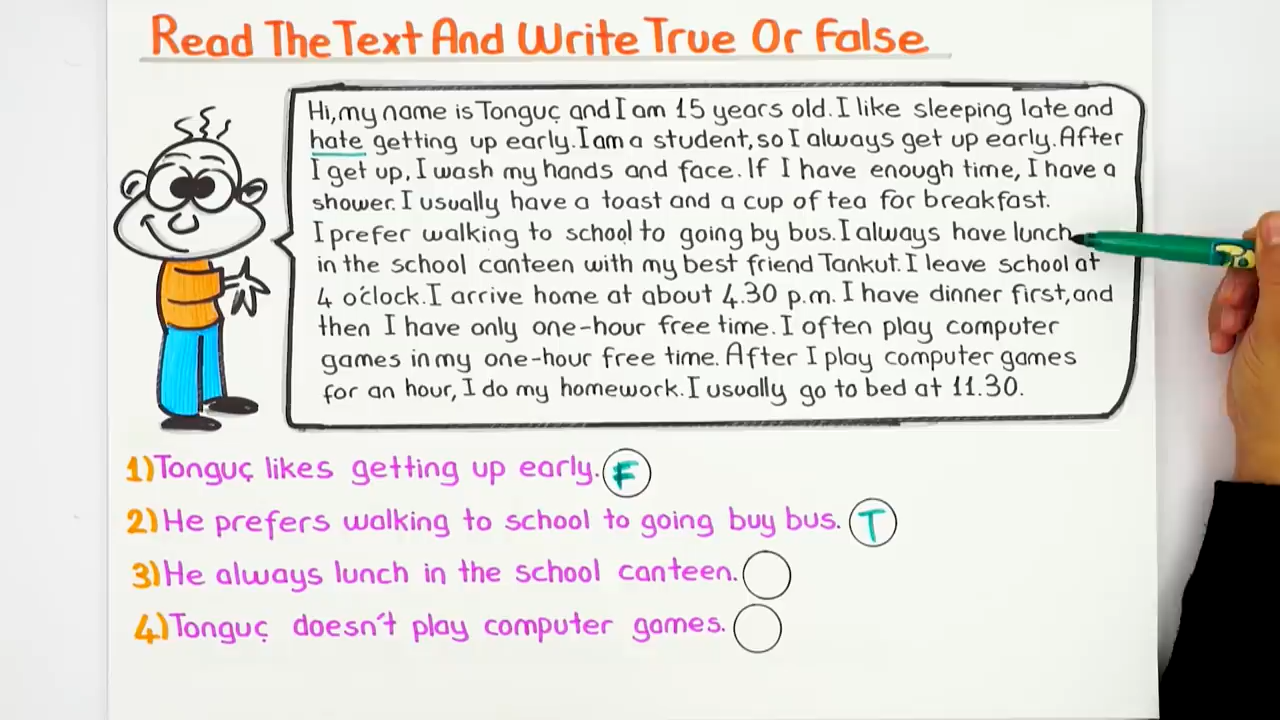 Read The Text And Write True Or False
Hi, my name is Tonguç and I am 15 years old. I like sleeping late and
hate getting up early. I am a student, so I always get up early. After
I get up, I wash my hands and face. If I have enough time, I have a
shower. I usually have a toast and a cup of tea for breakfast.
I prefer walking to school to going by bus. I always have lunch
in the school canteen with my best friend Tankut. I leave school at
4 o'clock. I arrive home at about 4.30 p.m. I have dinner first, and
then I have only one-hour free time. I often play computer
games in my one-hour free time. After I play computer games
for an hour, I do my homework. I usually go to bed at 11.30.
1) Tonguç likes getting up early. F
2) He prefers walking to school to going buy bus. T
3) He always lunch in the school canteen.
4) Tonguç doesn't play computer games.